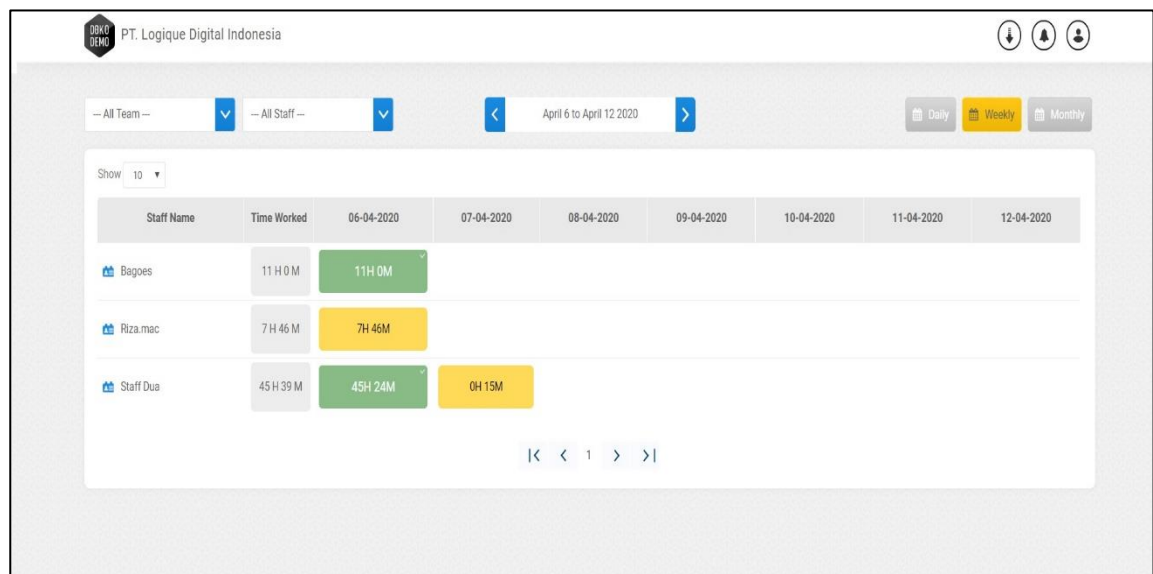 DBKO
DEMO
PT. Logique Digital Indonesia
--- All Team ---
--- All Staff ---
April 6 to April 12 2020
Daily
Weekly
Monthly
Show 10
Staff Name Time Worked 06-04-2020 07-04-2020 08-04-2020 09-04-2020 10-04-2020 11-04-2020 12-04-2020
Bagoes 11 H 0 M 11H 0M
Riza.mac 7 H 46 M 7H 46M
Staff Dua 45 H 39 M 45H 24M 0H 15M
1